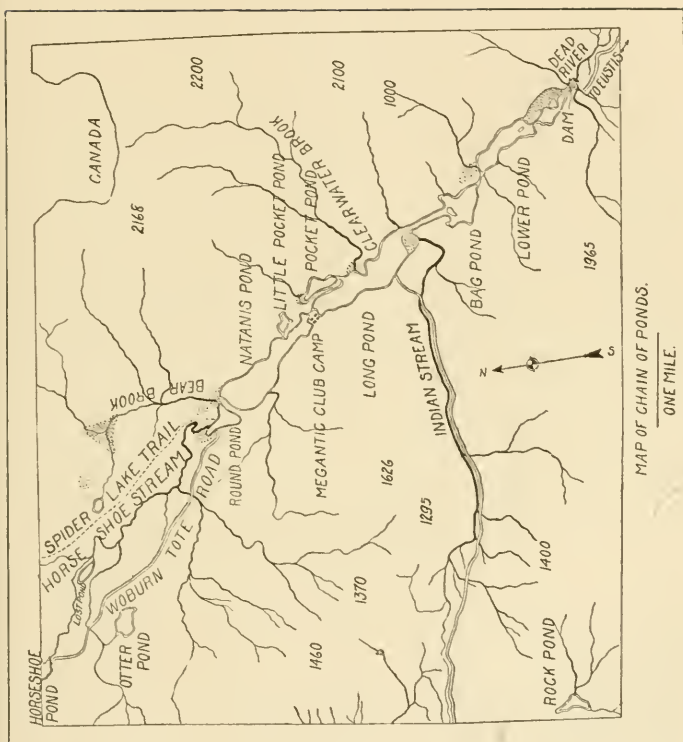 CANADA
2200
2100
1000
DEAD
RIVER
TO EUSTIS
DAM
2168
CLEARWATER BROOK
POCKET POND
LITTLE POCKET POND
NATANIS POND
BEAR BROOK
LOWER POND
BAG POND
1965
SPIDER LAKE TRAIL
HORSE SHOE STREAM
LOST POND
WOBURN TOTE ROAD
ROUND POND
MEGANTIC CLUB CAMP
LONG POND
INDIAN STREAM
N
S
HORSESHOE
POND
OTTER
POND
1626
1295
1370
1460
1400
ROCK POND
MAP OF CHAIN OF PONDS.
ONE MILE.